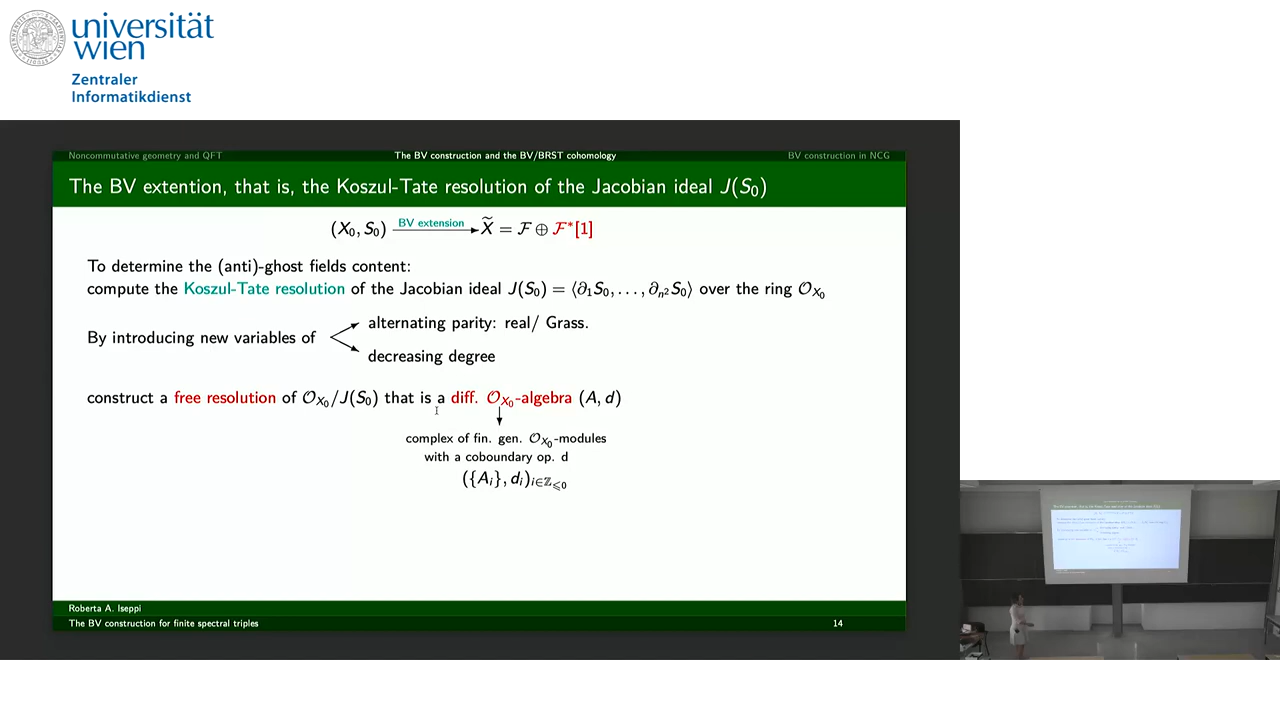 universität
wien
Zentraler
Informatikdienst
Noncommutative geometry and QFT The BV construction and the BV/BRST cohomology BV construction in NCG
The BV extention, that is, the Koszul-Tate resolution of the Jacobian ideal J(S₀)
(X₀, S₀) BV extension X̃ = F ⊕ F*[1]
To determine the (anti)-ghost fields content:
compute the Koszul-Tate resolution of the Jacobian ideal J(S₀) = ⟨∂₁S₀, . . . , ∂ₙ²S₀⟩ over the ring O_X₀
alternating parity: real/ Grass.
By introducing new variables of
decreasing degree
construct a free resolution of O_X₀/J(S₀) that is a diff. O_X₀-algebra (A, d)
complex of fin. gen. O_X₀-modules
with a coboundary op. d
({Aᵢ}, dᵢ)i∈ℤ⩽0
Roberta A. Iseppi
The BV construction for finite spectral triples 14